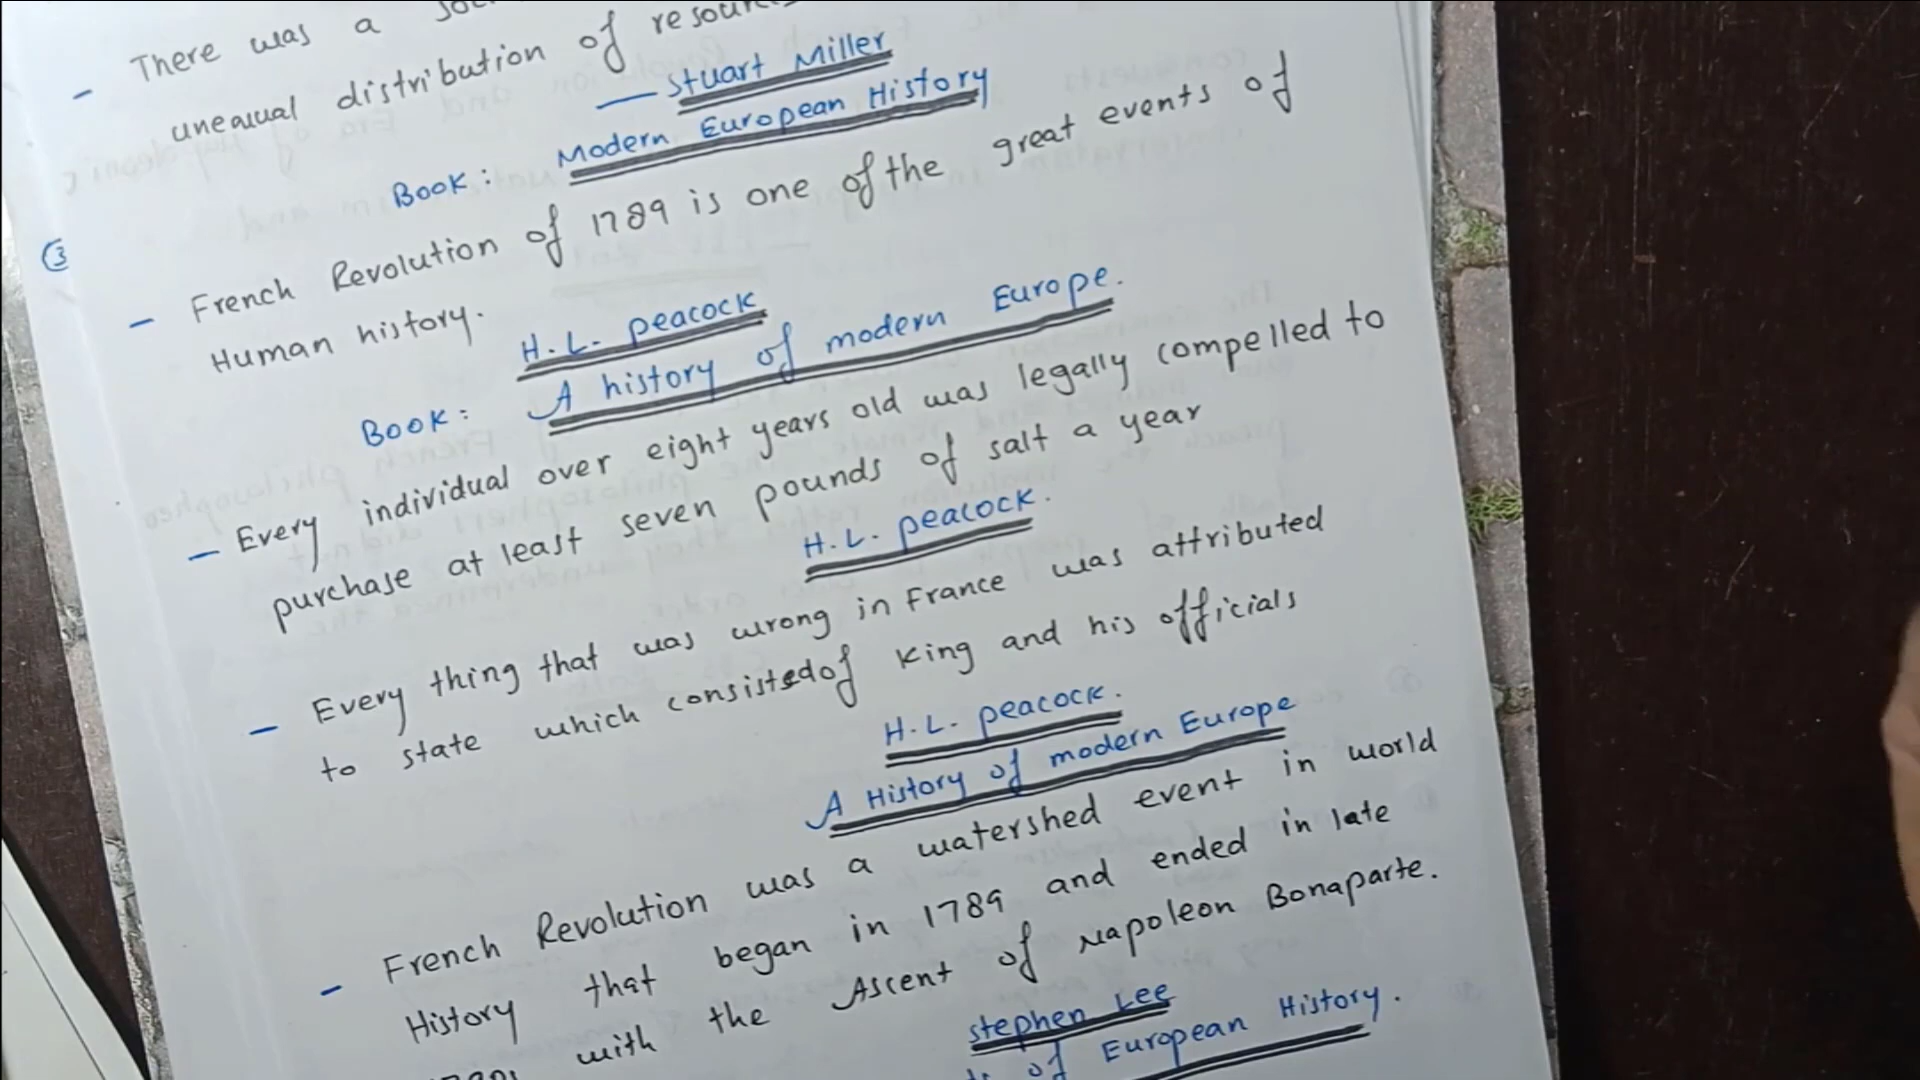 - There was a
unequal distribution of
— Stuart Miller
Book: Modern European History
③
- French Revolution of 1789 is one of the great events of
Human history.
H.L. peacock
Book: A history of modern Europe.
- Every individual over eight years old was legally compelled to
purchase at least seven pounds of salt a year
H.L. peacock.
- Every thing that was wrong in France was attributed
to state which consisted of King and his officials
H.L. peacock.
A History of modern Europe
- French Revolution was a watershed event in world
History that began in 1789 and ended in late
with the Ascent of Napoleon Bonaparte.
stephen Lee
of European History.